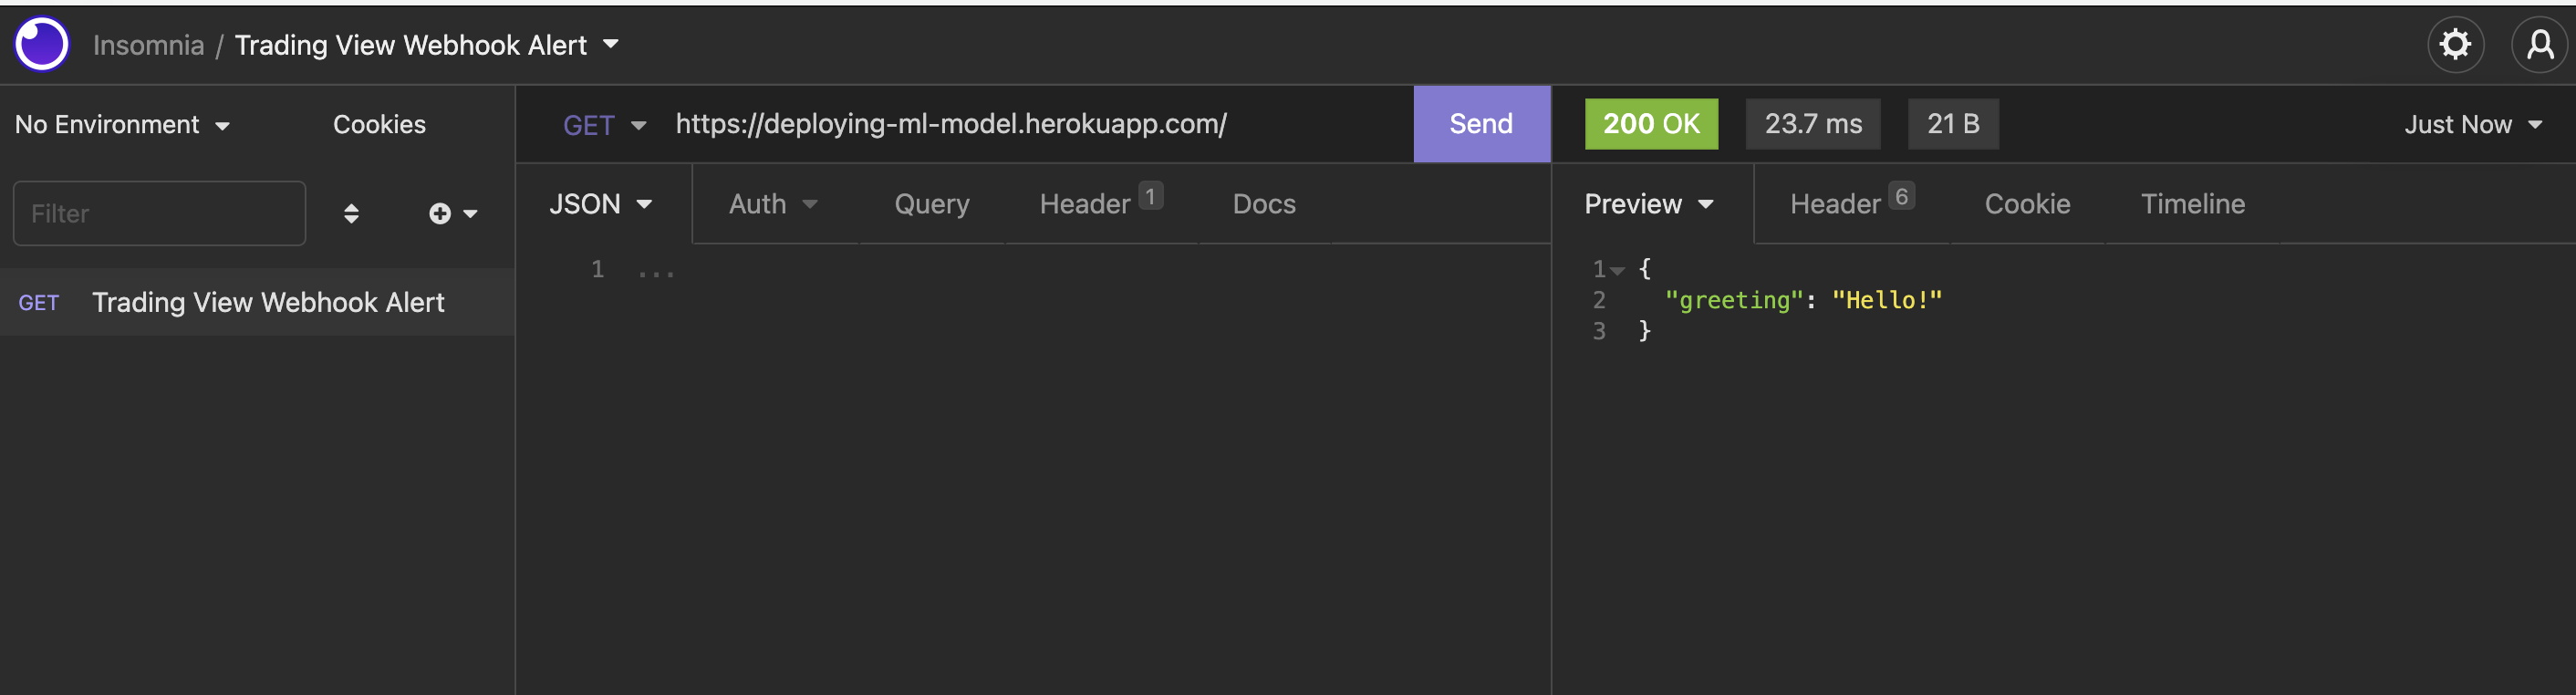 Insomnia / Trading View Webhook Alert
No Environment Cookies
GET https://deploying-ml-model.herokuapp.com/ Send
200 OK 23.7 ms 21 B Just Now
Filter
JSON Auth Query Header 1 Docs
Preview Header 6 Cookie Timeline
GET Trading View Webhook Alert
1 ...
1 {
2 "greeting": "Hello!"
3 }